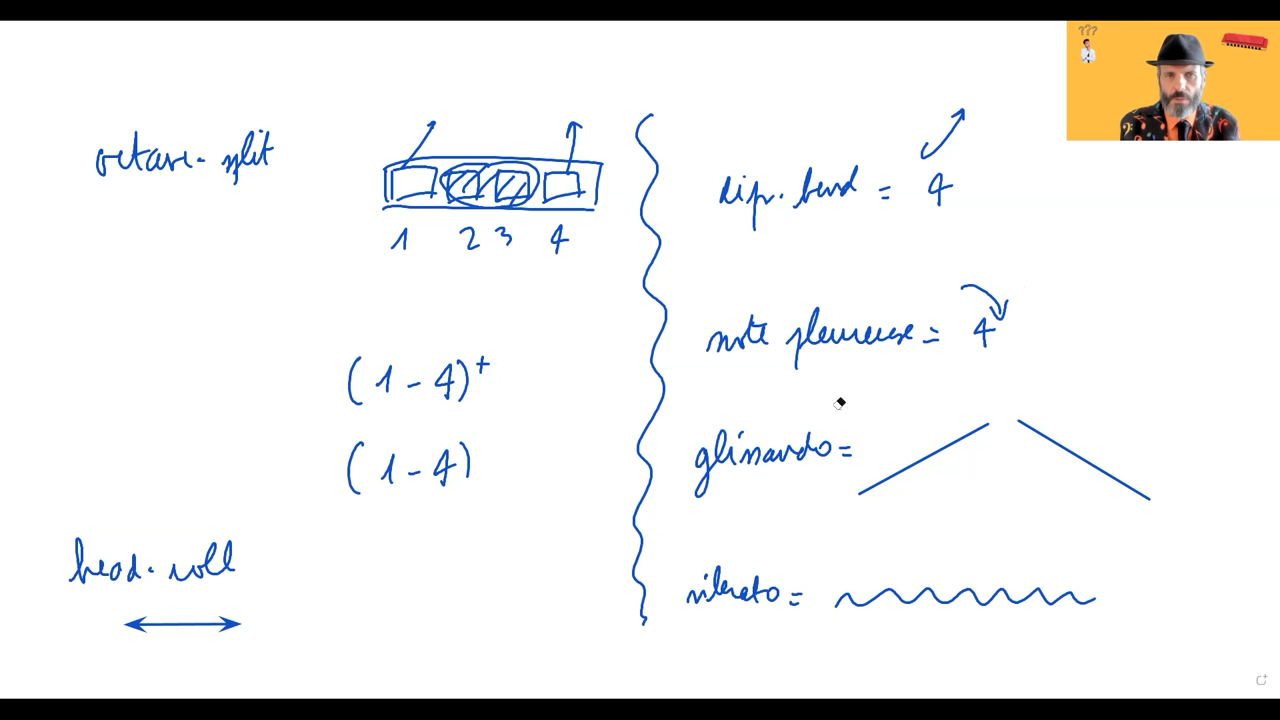 octave-split
1 2 3 4
(1-4)+
(1-4)
head-roll
dip-bend = 4
note pleureuse = 4
glissando =
vibrato =
???